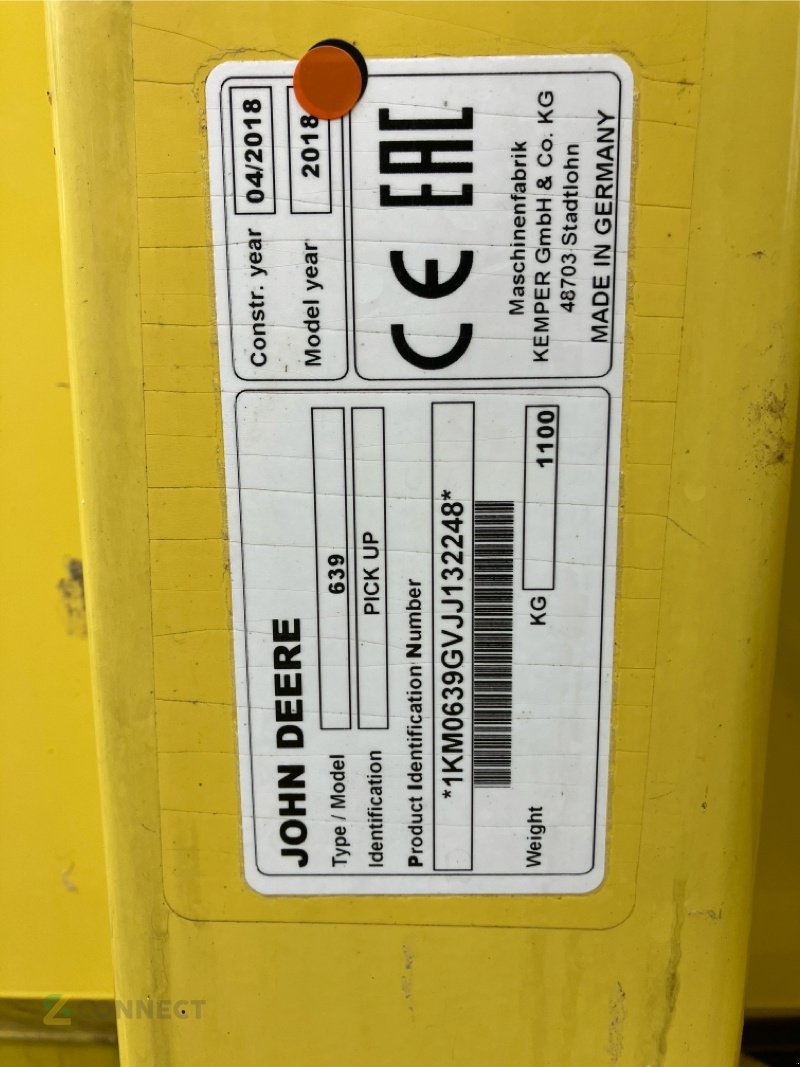 JOHN DEERE
Type / Model 639
Identification PICK UP
Product Identification Number
*1KM0639GVJJ132248*
Weight KG 1100
Constr. year 04/2018
Model year 2018
CE EAC
Maschinenfabrik
KEMPER GmbH & Co. KG
48703 Stadtlohn
MADE IN GERMANY
CONNECT